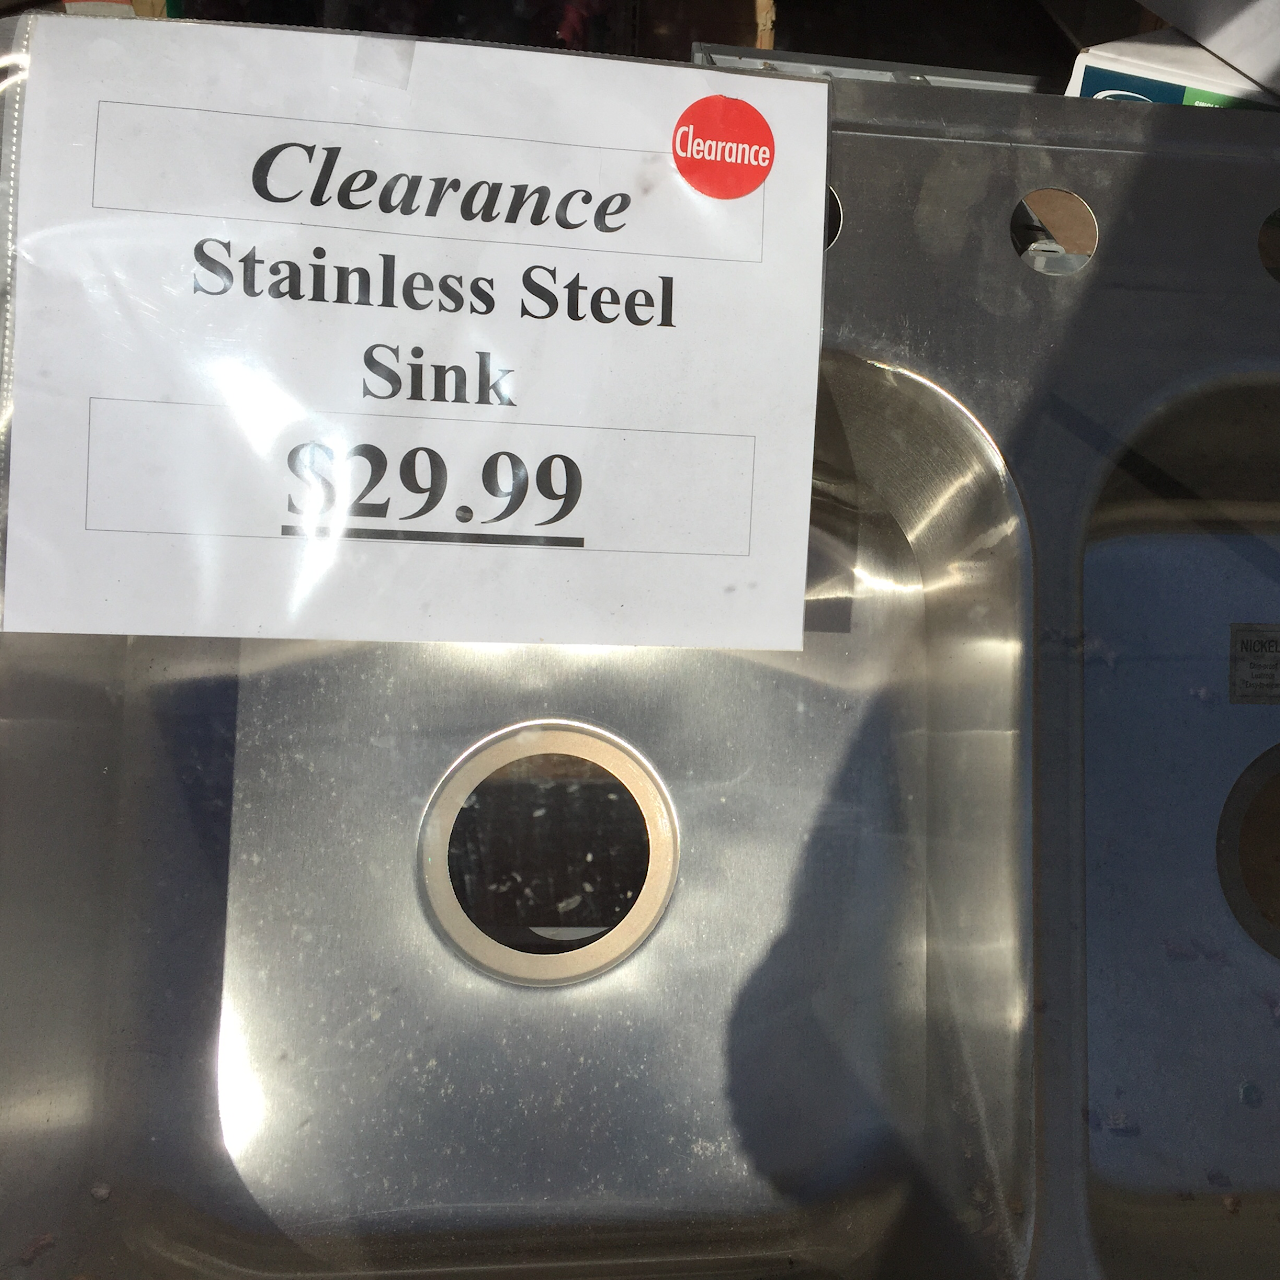 Clearance
Clearance
Stainless Steel
Sink
$29.99
NICKEL